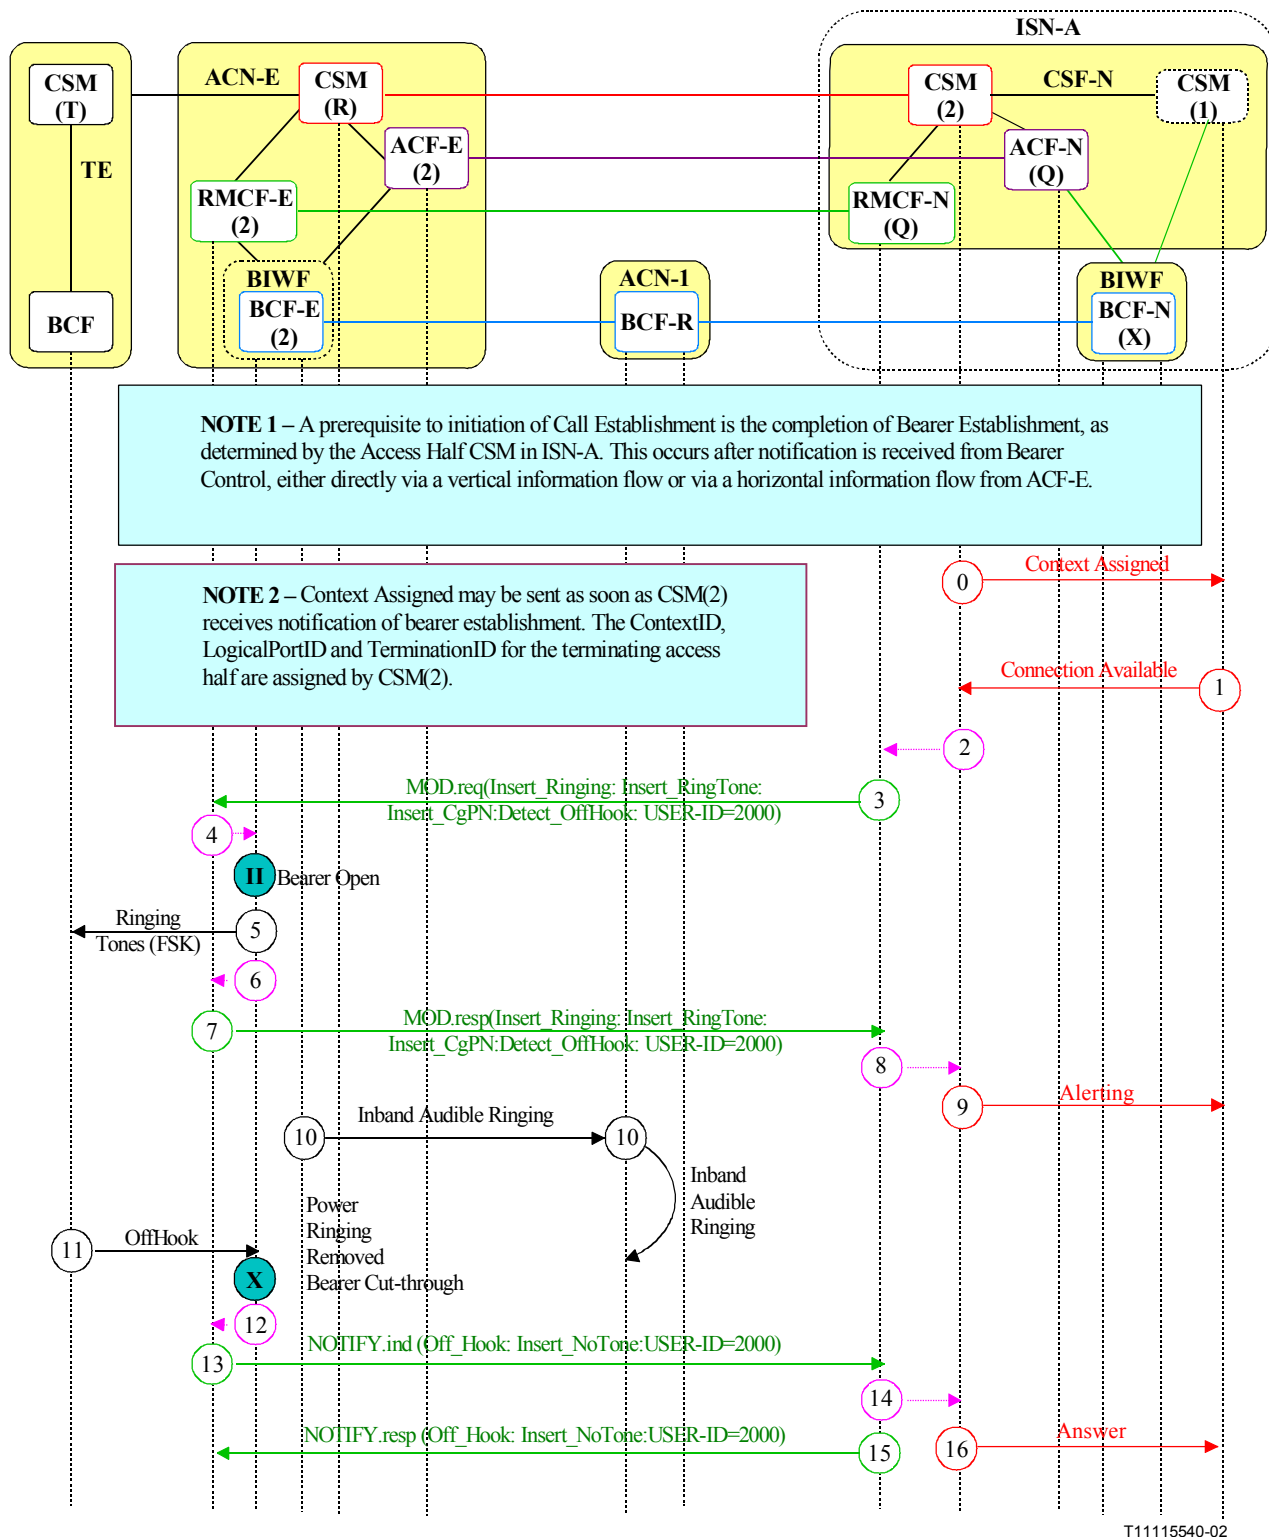 ISN-A
ACN-E
CSF-N
CSM
(T)
CSM
(R)
CSM
(2)
CSM
(1)
TE
ACF-E
(2)
ACF-N
(Q)
RMCF-E
(2)
RMCF-N
(Q)
BIWF
ACN-1
BIWF
BCF
BCF-E
(2)
BCF-R
BCF-N
(X)
NOTE 1 – A prerequisite to initiation of Call Establishment is the completion of Bearer Establishment, as
determined by the Access Half CSM in ISN-A. This occurs after notification is received from Bearer
Control, either directly via a vertical information flow or via a horizontal information flow from ACF-E.
0
Context Assigned
NOTE 2 – Context Assigned may be sent as soon as CSM(2)
receives notification of bearer establishment. The ContextID,
LogicalPortID and TerminationID for the terminating access
half are assigned by CSM(2).
Connection Available
1
2
MOD.req(Insert_Ringing: Insert_RingTone:
Insert_CgPN:Detect_OffHook: USER-ID=2000)
3
4
II
Bearer Open
Ringing
Tones (FSK)
5
6
7
MOD.resp(Insert_Ringing: Insert_RingTone:
Insert_CgPN:Detect_OffHook: USER-ID=2000)
8
9
Alerting
10
Inband Audible Ringing
10
Inband
Audible
Ringing
Power
Ringing
Removed
Bearer Cut-through
11
OffHook
X
12
13
NOTIFY.ind (Off_Hook: Insert_NoTone:USER-ID=2000)
14
NOTIFY.resp (Off_Hook: Insert_NoTone:USER-ID=2000)
15
16
Answer
T11115540-02